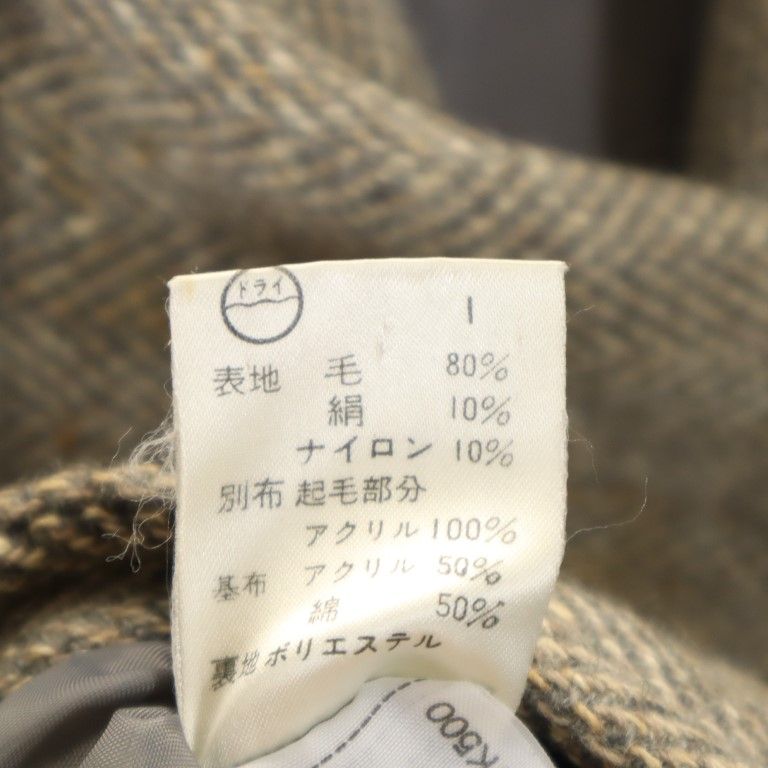 ドライ
I
表地 毛 80%
絹 10%
ナイロン 10%
別布 起毛部分
アクリル 100%
基布 アクリル 50%
綿 50%
裏地 ポリエステル
K500